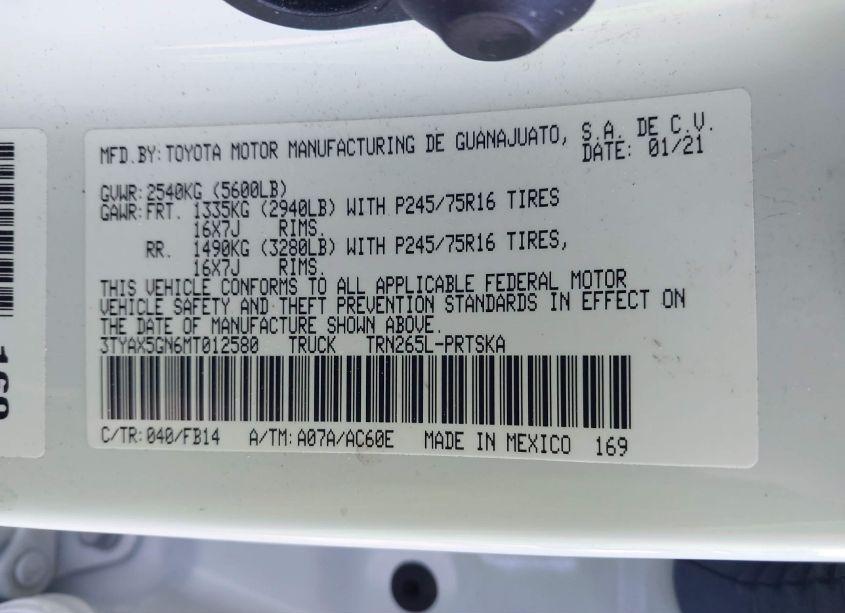 MFD.BY:TOYOTA MOTOR MANUFACTURING DE GUANAJUATO, S.A. DE C.V.
DATE: 01/21
GVWR:2540KG (5600LB)
GAWR:FRT. 1335KG (2940LB) WITH P245/75R16 TIRES
16X7J RIMS.
RR. 1490KG (3280LB) WITH P245/75R16 TIRES,
16X7J RIMS.
THIS VEHICLE CONFORMS TO ALL APPLICABLE FEDERAL MOTOR
VEHICLE SAFETY AND THEFT PREVENTION STANDARDS IN EFFECT ON
THE DATE OF MANUFACTURE SHOWN ABOVE.
3TYAX5GN6MT012580 TRUCK TRN265L-PRTSKA
C/TR:040/FB14 A/TM:A07A/AC60E MADE IN MEXICO 169
169